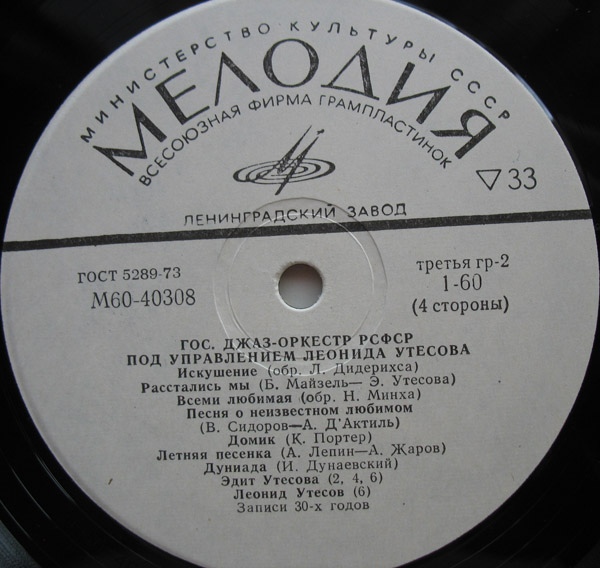 МИНИСТЕРСТВО КУЛЬТУРЫ СССР
МЕЛОДИЯ
ВСЕСОЮЗНАЯ ФИРМА ГРАМПЛАСТИНОК
▽ 33
ЛЕНИНГРАДСКИЙ ЗАВОД
ГОСТ 5289-73
М60-40308
третья гр-2
1-60
(4 стороны)
ГОС. ДЖАЗ-ОРКЕСТР РСФСР
ПОД УПРАВЛЕНИЕМ ЛЕОНИДА УТЕСОВА
Искушение (обр. Л. Дидерихса)
Расстались мы (Б. Майзель— Э. Утесова)
Всеми любимая (обр. Н. Минха)
Песня о неизвестном любимом
(В. Сидоров—А. Д'Актиль)
Домик (К. Портер)
Летняя песенка (А. Лепин—А. Жаров)
Дуниада (И. Дунаевский)
Эдит Утесова (2, 4, 6)
Леонид Утесов (6)
Записи 30-х годов